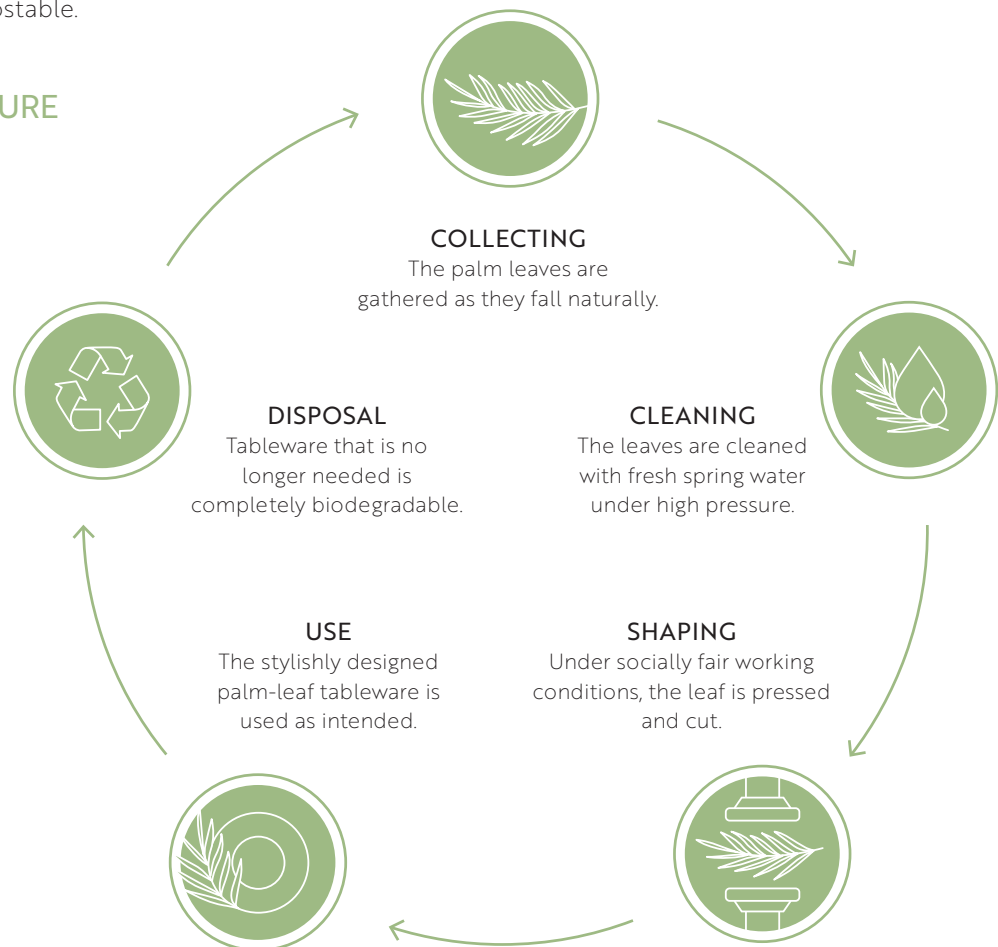 ostable.
URE
COLLECTING
The palm leaves are
gathered as they fall naturally.
CLEANING
The leaves are cleaned
with fresh spring water
under high pressure.
SHAPING
Under socially fair working
conditions, the leaf is pressed
and cut.
USE
The stylishly designed
palm-leaf tableware is
used as intended.
DISPOSAL
Tableware that is no
longer needed is
completely biodegradable.